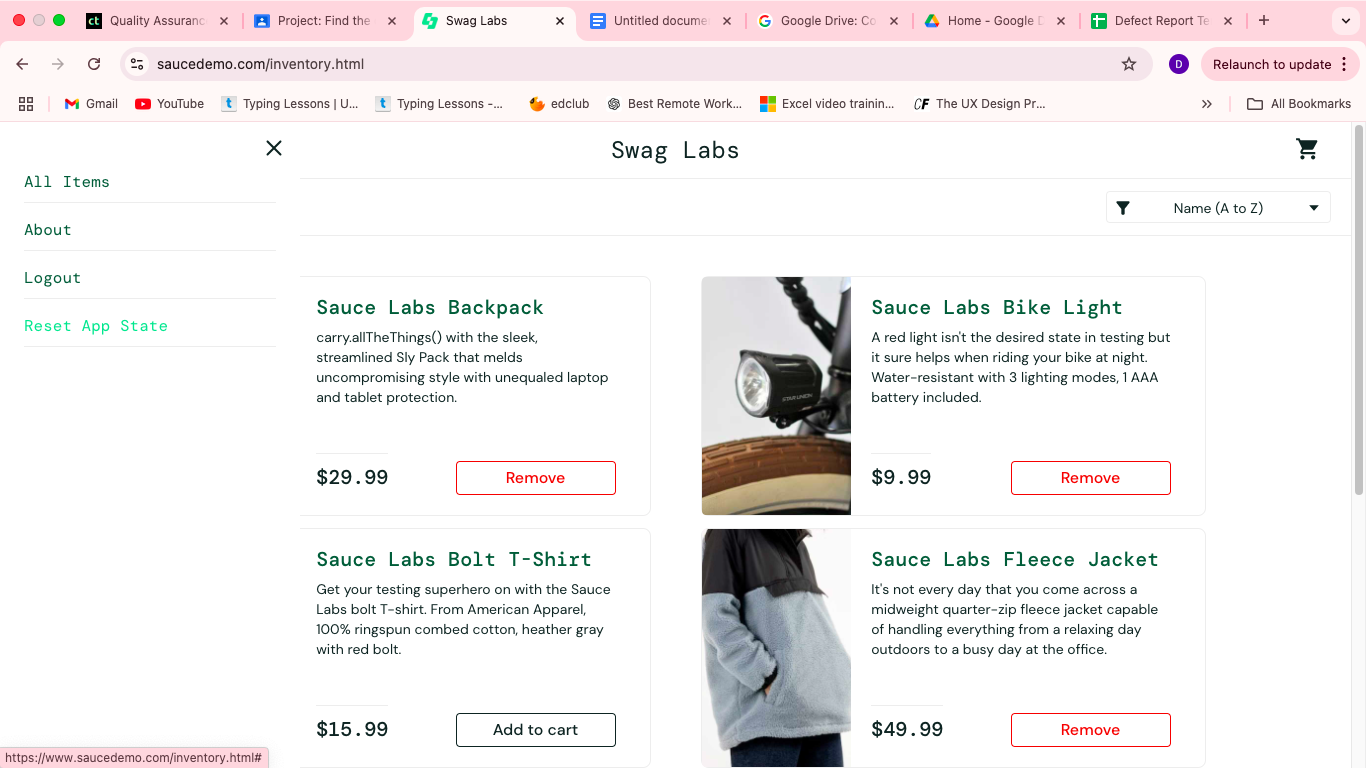 ct Quality Assuranc
Project: Find the
Swag Labs
Untitled docume
Google Drive: Co
Home - Google D
Defect Report Te
saucedemo.com/inventory.html
D
Relaunch to update
Gmail
YouTube
Typing Lessons | U...
Typing Lessons -...
edclub
Best Remote Work...
Excel video trainin...
CF The UX Design Pr...
All Bookmarks
All Items
About
Logout
Reset App State
Swag Labs
Name (A to Z)
Sauce Labs Backpack
carry.allTheThings() with the sleek,
streamlined Sly Pack that melds
uncompromising style with unequaled laptop
and tablet protection.
$29.99
Remove
Sauce Labs Bike Light
A red light isn't the desired state in testing but
it sure helps when riding your bike at night.
Water-resistant with 3 lighting modes, 1 AAA
battery included.
$9.99
Remove
STAR UNION
Sauce Labs Bolt T-Shirt
Get your testing superhero on with the Sauce
Labs bolt T-shirt. From American Apparel,
100% ringspun combed cotton, heather gray
with red bolt.
$15.99
Add to cart
Sauce Labs Fleece Jacket
It's not every day that you come across a
midweight quarter-zip fleece jacket capable
of handling everything from a relaxing day
outdoors to a busy day at the office.
$49.99
Remove
https://www.saucedemo.com/inventory.html#